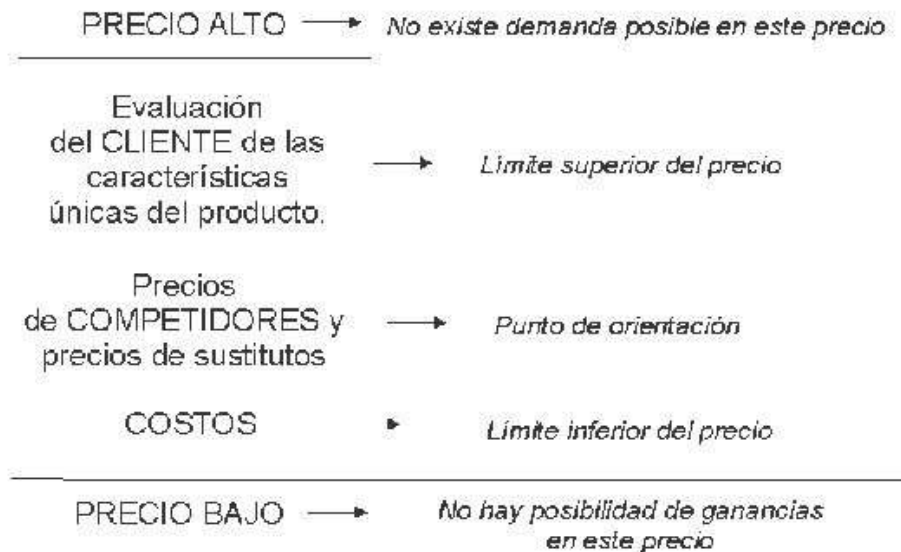 PRECIO ALTO → No existe demanda posible en este precio
Evaluación
del CLIENTE de las
características
únicas del producto.
Límite superior del precio
Precios
de COMPETIDORES y
precios de sustitutos
Punto de orientación
COSTOS
Límite inferior del precio
PRECIO BAJO → No hay posibilidad de ganancias
en este precio